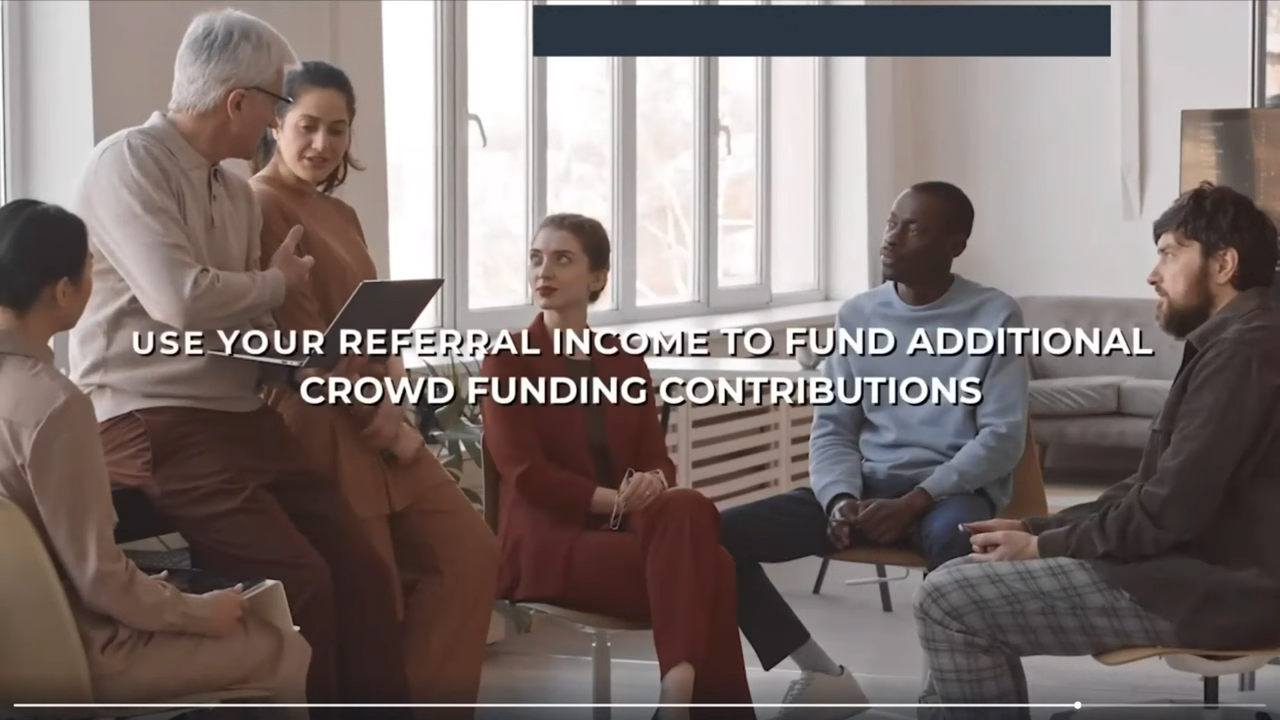 USE YOUR REFERRAL INCOME TO FUND ADDITIONAL
CROWD FUNDING CONTRIBUTIONS